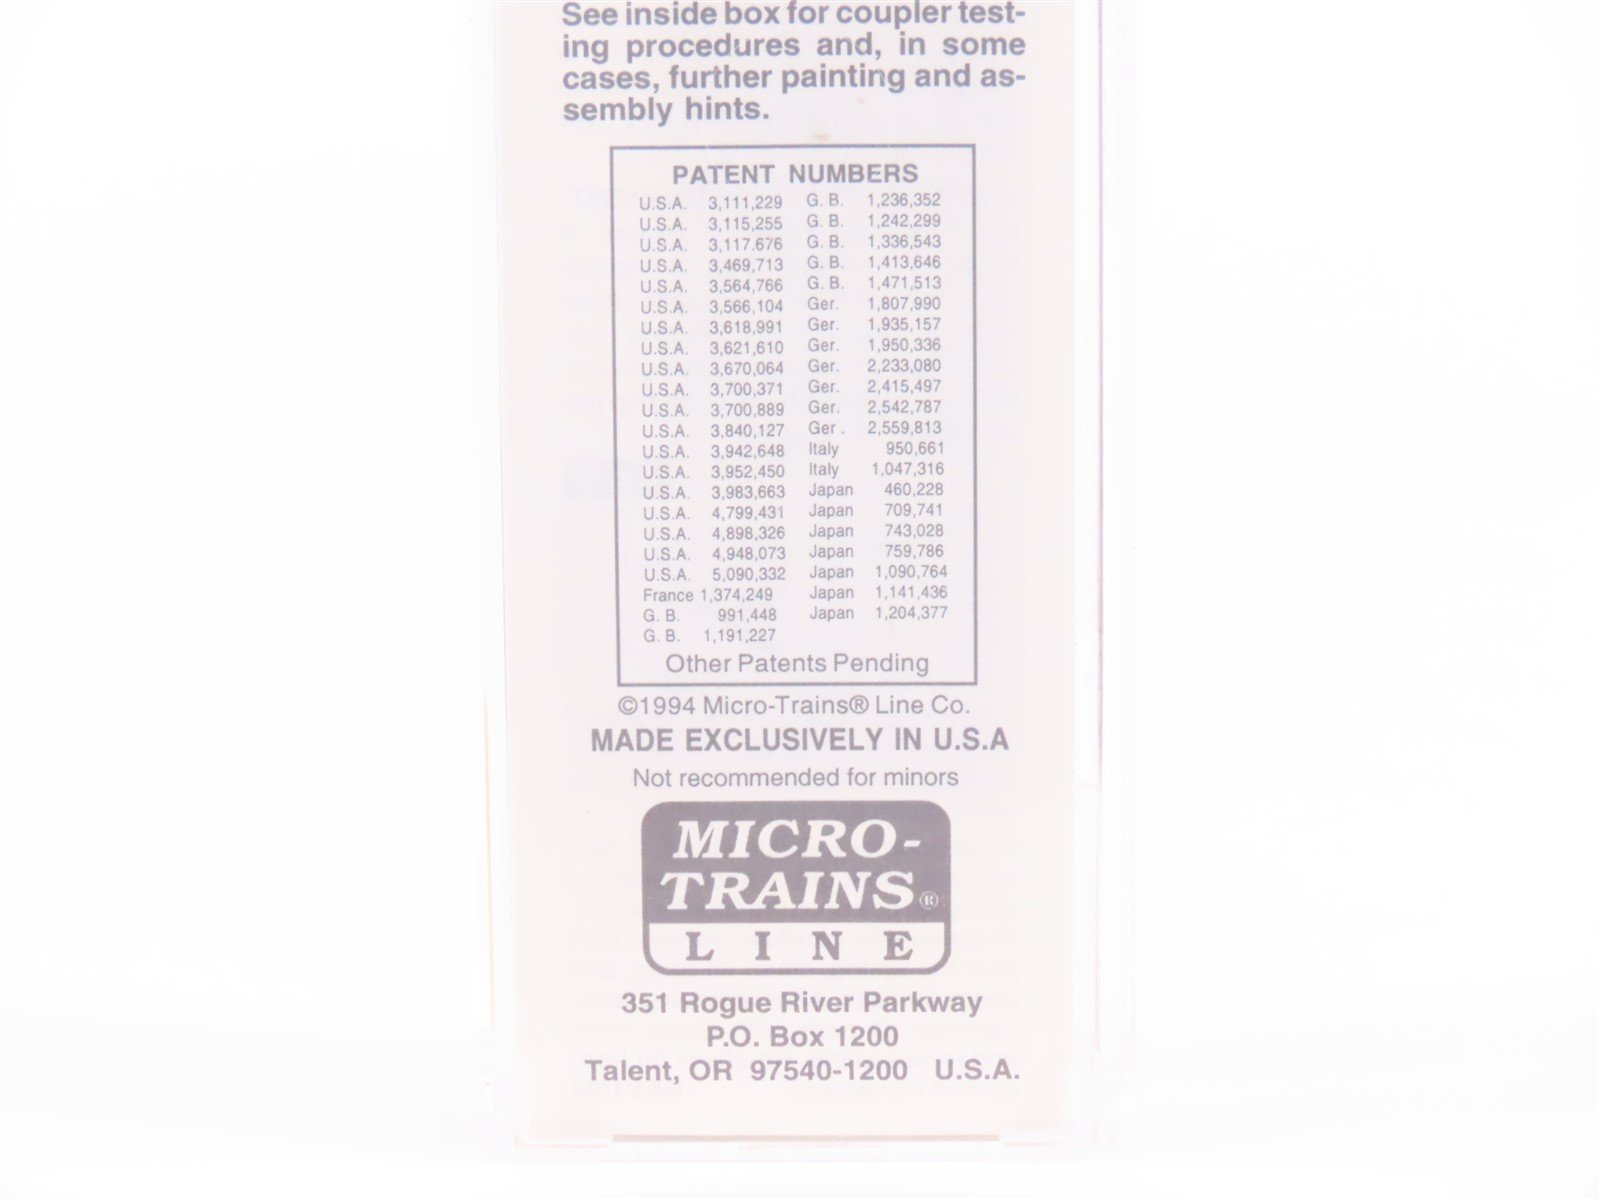 See inside box for coupler test-
ing procedures and, in some
cases, further painting and as-
sembly hints.
PATENT NUMBERS
U.S.A. 3,111,229 G. B. 1,236,352
U.S.A. 3,115,255 G. B. 1,242,299
U.S.A. 3,117.676 G. B. 1,336,543
U.S.A. 3,469,713 G. B. 1,413,646
U.S.A. 3,564,766 G. B. 1,471,513
U.S.A. 3,566,104 Ger. 1,807,990
U.S.A. 3,618,991 Ger. 1,935,157
U.S.A. 3,621,610 Ger. 1,950,336
U.S.A. 3,670,064 Ger. 2,233,080
U.S.A. 3,700,371 Ger. 2,415,497
U.S.A. 3,700,889 Ger. 2,542,787
U.S.A. 3,840,127 Ger . 2,559,813
U.S.A. 3,942,648 Italy 950,661
U.S.A. 3,952,450 Italy 1,047,316
U.S.A. 3,983,663 Japan 460,228
U.S.A. 4,799,431 Japan 709,741
U.S.A. 4,898,326 Japan 743,028
U.S.A. 4,948,073 Japan 759,786
U.S.A. 5,090,332 Japan 1,090,764
France 1,374,249 Japan 1,141,436
G. B. 991,448 Japan 1,204,377
G. B. 1,191,227
Other Patents Pending
©1994 Micro-Trains® Line Co.
MADE EXCLUSIVELY IN U.S.A
Not recommended for minors
MICRO-
TRAINS®
LINE
351 Rogue River Parkway
P.O. Box 1200
Talent, OR 97540-1200 U.S.A.